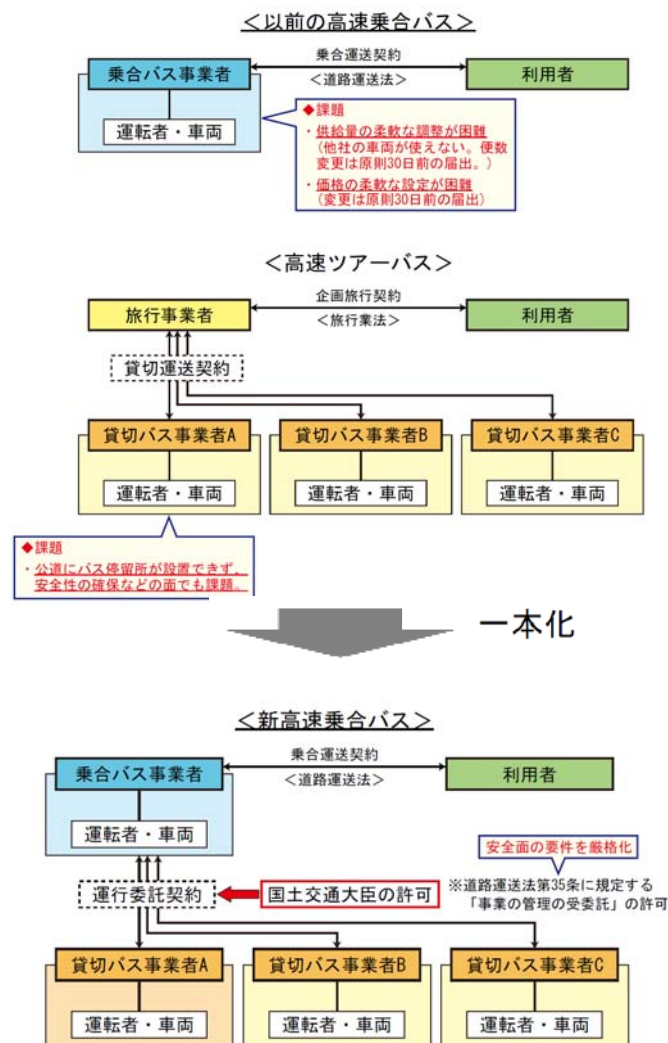 ＜以前の高速乗合バス＞
乗合運送契約
乗合バス事業者
利用者
＜道路運送法＞
運転者・車両
◆課題
・供給量の柔軟な調整が困難
(他社の車両が使えない。便数
変更は原則30日前の届出。)
・価格の柔軟な設定が困難
(変更は原則30日前の届出)
＜高速ツアーバス＞
企画旅行契約
旅行事業者
利用者
＜旅行業法＞
貸切運送契約
貸切バス事業者A
貸切バス事業者B
貸切バス事業者C
運転者・車両
運転者・車両
運転者・車両
◆課題
・公道にバス停留所が設置できず、
安全性の確保などの面でも課題。
一本化
＜新高速乗合バス＞
乗合運送契約
乗合バス事業者
利用者
＜道路運送法＞
運転者・車両
安全面の要件を厳格化
運行委託契約
国土交通大臣の許可
※道路運送法第35条に規定する
「事業の管理の受委託」の許可
貸切バス事業者A
貸切バス事業者B
貸切バス事業者C
運転者・車両
運転者・車両
運転者・車両